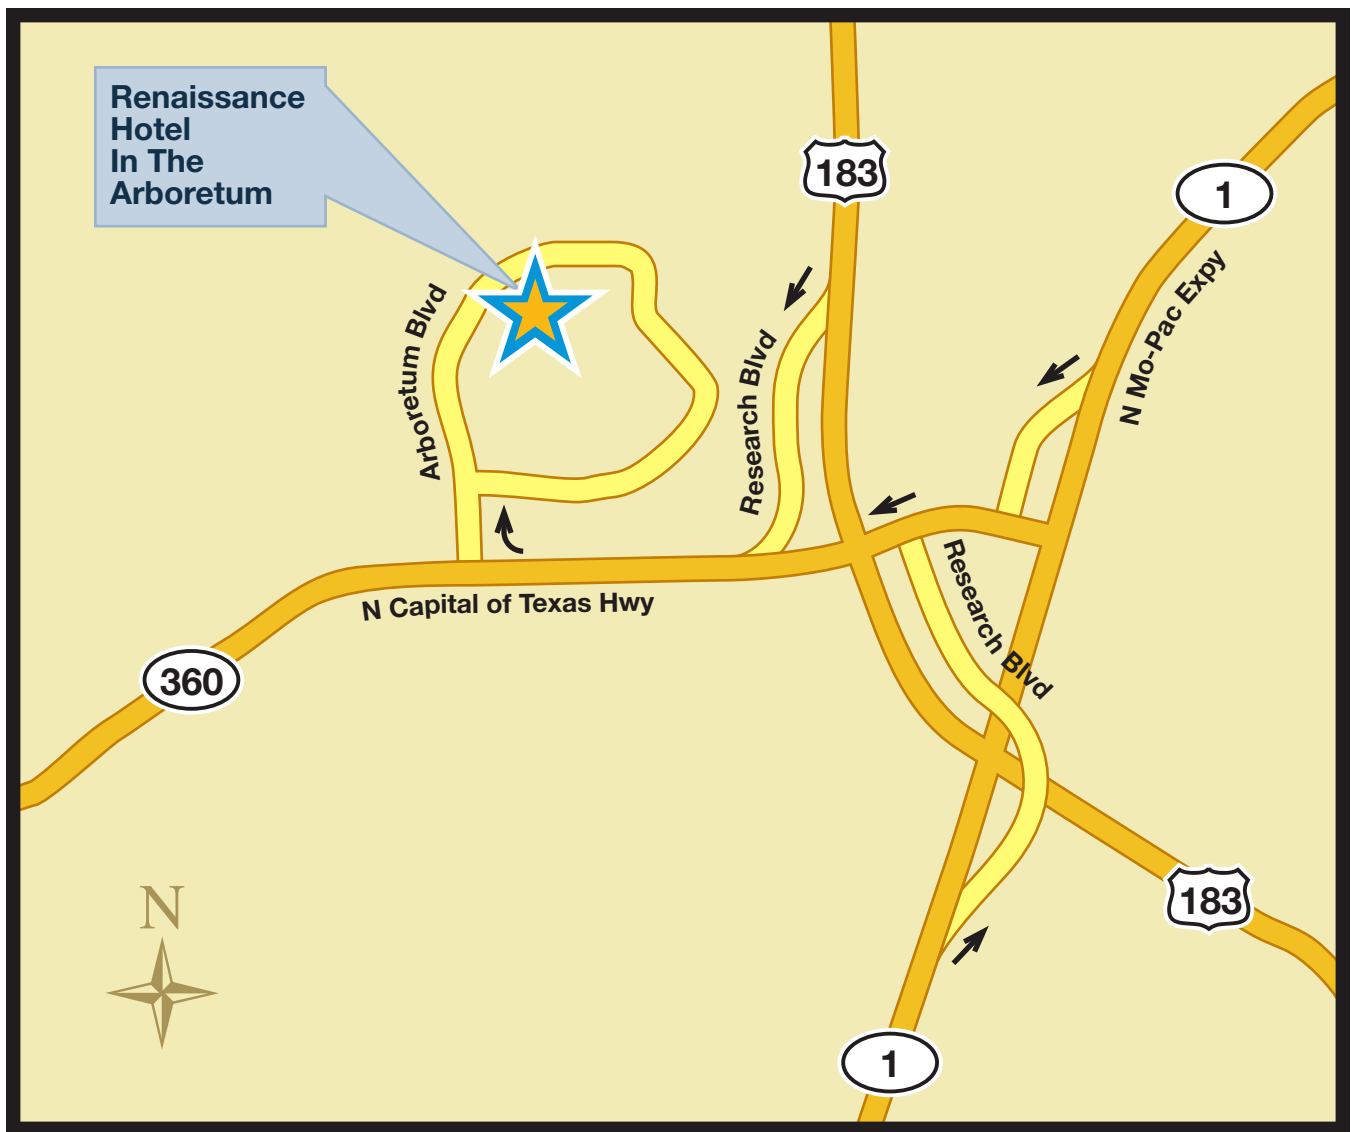 Renaissance
Hotel
In The
Arboretum
183
1
Arboretum Blvd
Research Blvd
N Mo-Pac Expy
N Capital of Texas Hwy
Research Blvd
360
183
N
1